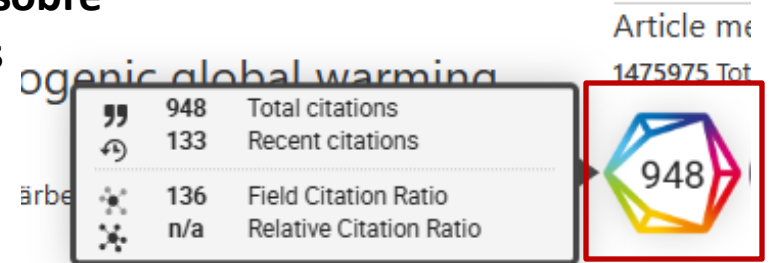 sobre
s
Article me
ogenic global warming
1475975 Tot
948 Total citations
133 Recent citations
136 Field Citation Ratio
n/a Relative Citation Ratio
ärbe
948